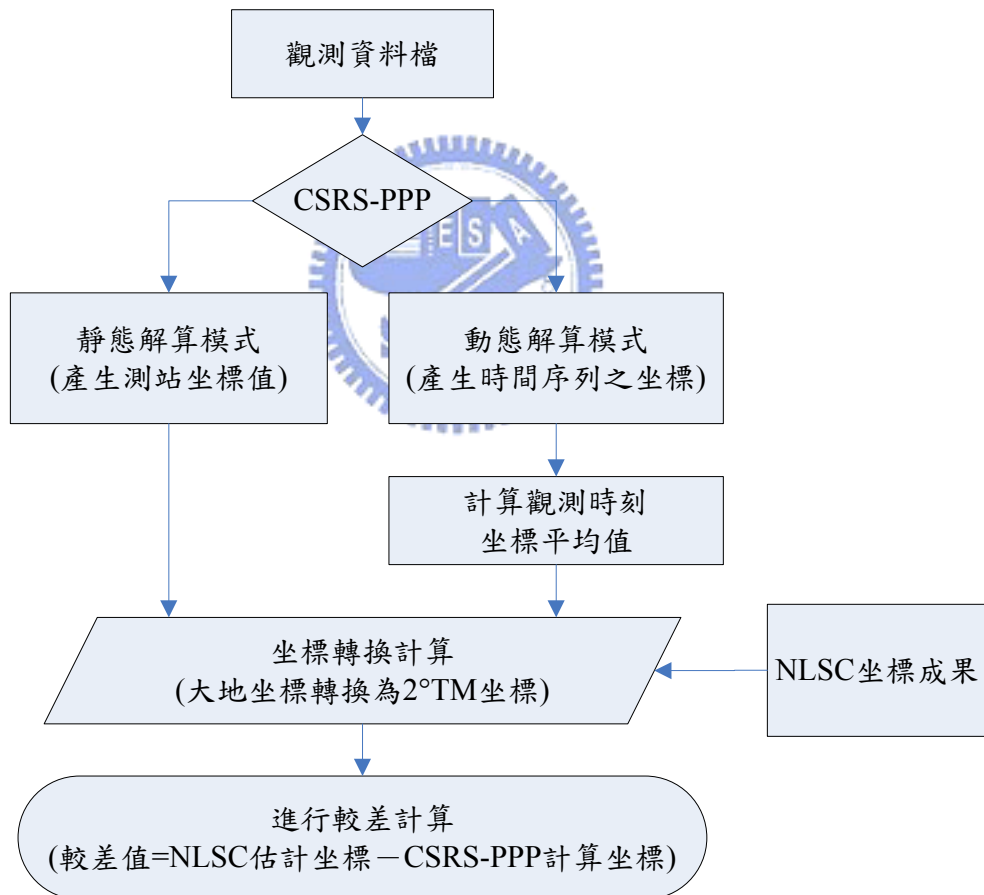 觀測資料檔
CSRS-PPP
ESA
靜態解算模式
(產生測站坐標值)
動態解算模式
(產生時間序列之坐標)
計算觀測時刻
坐標平均值
坐標轉換計算
(大地坐標轉換為2°TM坐標)
NLSC坐標成果
進行較差計算
(較差值=NLSC估計坐標－CSRS-PPP計算坐標)